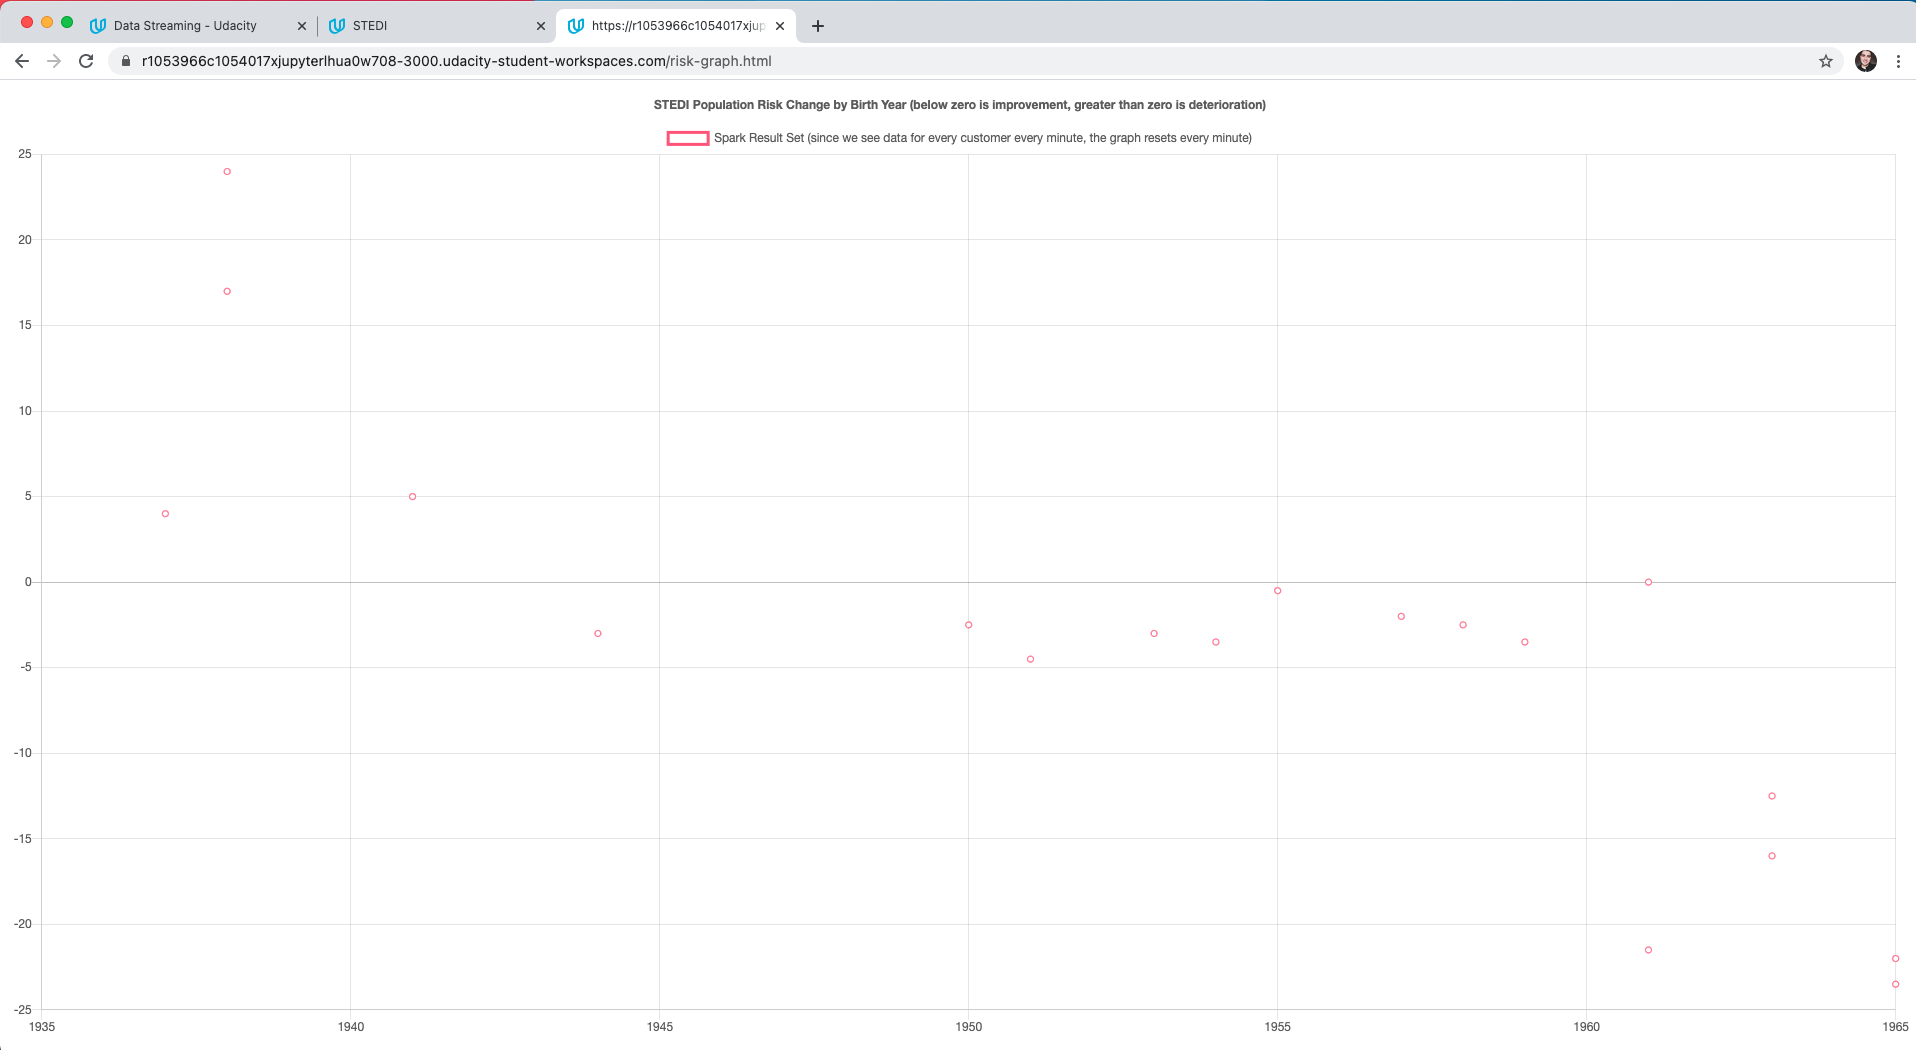 Data Streaming - Udacity
STEDI
https://r1053966c1054017xjup
r1053966c1054017xjupyterlhua0w708-3000.udacity-student-workspaces.com/risk-graph.html
STEDI Population Risk Change by Birth Year (below zero is improvement, greater than zero is deterioration)
Spark Result Set (since we see data for every customer every minute, the graph resets every minute)
25
20
15
10
5
0
-5
-10
-15
-20
-25
1935 1940 1945 1950 1955 1960 1965